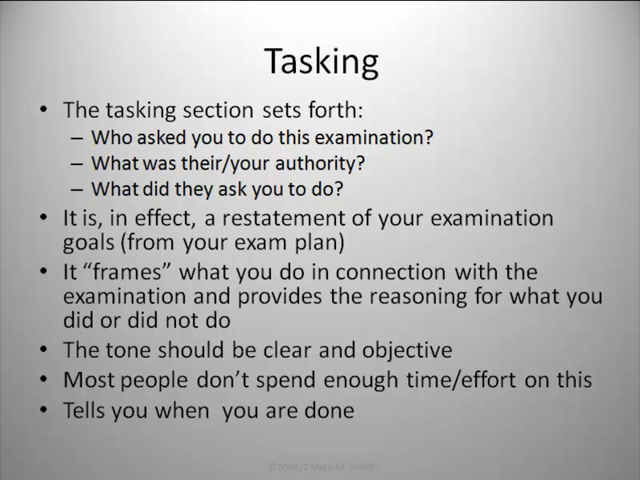 Tasking
• The tasking section sets forth:
– Who asked you to do this examination?
– What was their/your authority?
– What did they ask you to do?
• It is, in effect, a restatement of your examination
goals (from your exam plan)
• It “frames” what you do in connection with the
examination and provides the reasoning for what you
did or did not do
• The tone should be clear and objective
• Most people don’t spend enough time/effort on this
• Tells you when  you are done
Mark M.